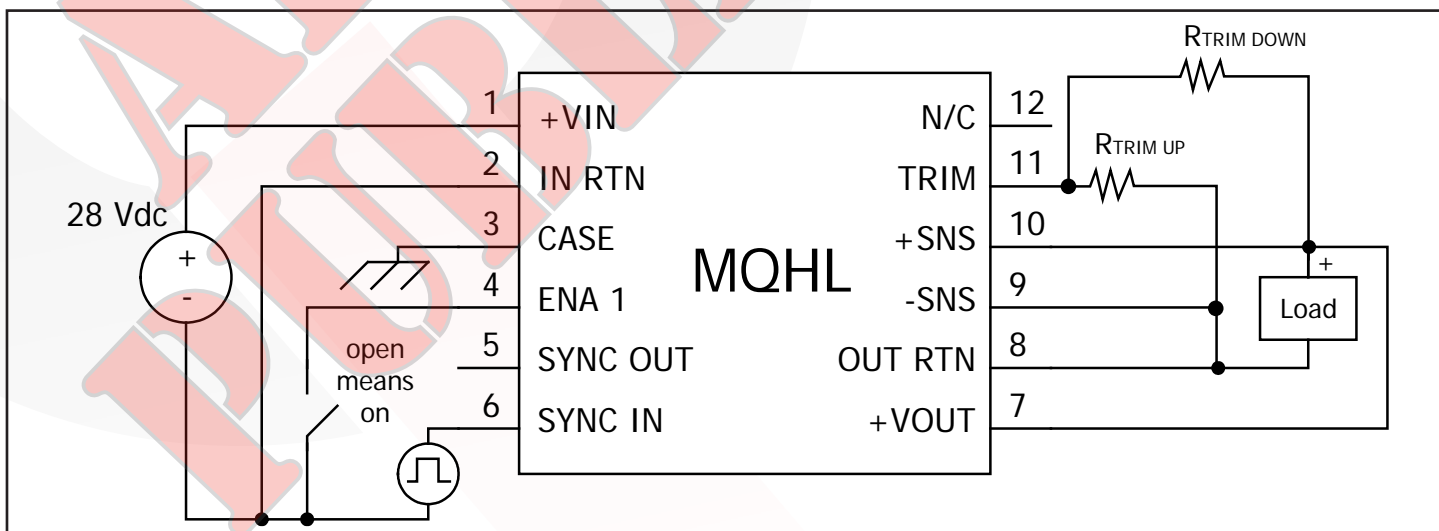 RTRIM DOWN
1 +VIN N/C 12
2 IN RTN TRIM 11 RTRIM UP
28 Vdc
3 CASE +SNS 10
MQHL
+
-
4 ENA 1 -SNS 9
+
Load
open
means
on
5 SYNC OUT OUT RTN 8
6 SYNC IN +VOUT 7